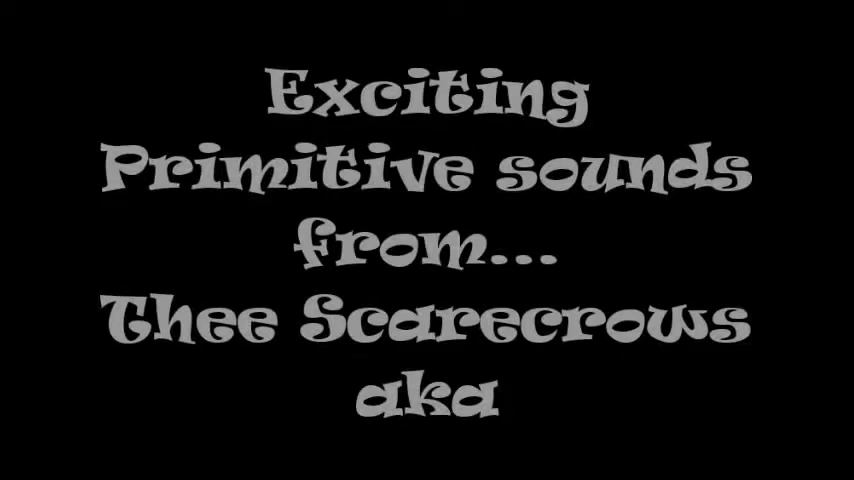 Exciting
Primitive sounds
from...
Thee Scarecrows
aka